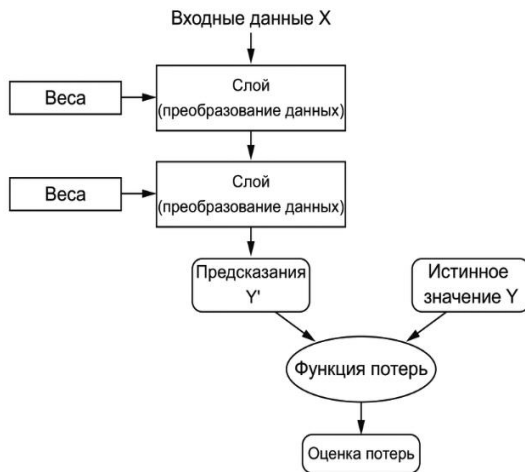 Входные данные X
Веса
Слой
(преобразование данных)
Веса
Слой
(преобразование данных)
Предсказания
Y'
Истинное
значение Y
Функция потерь
Оценка потерь